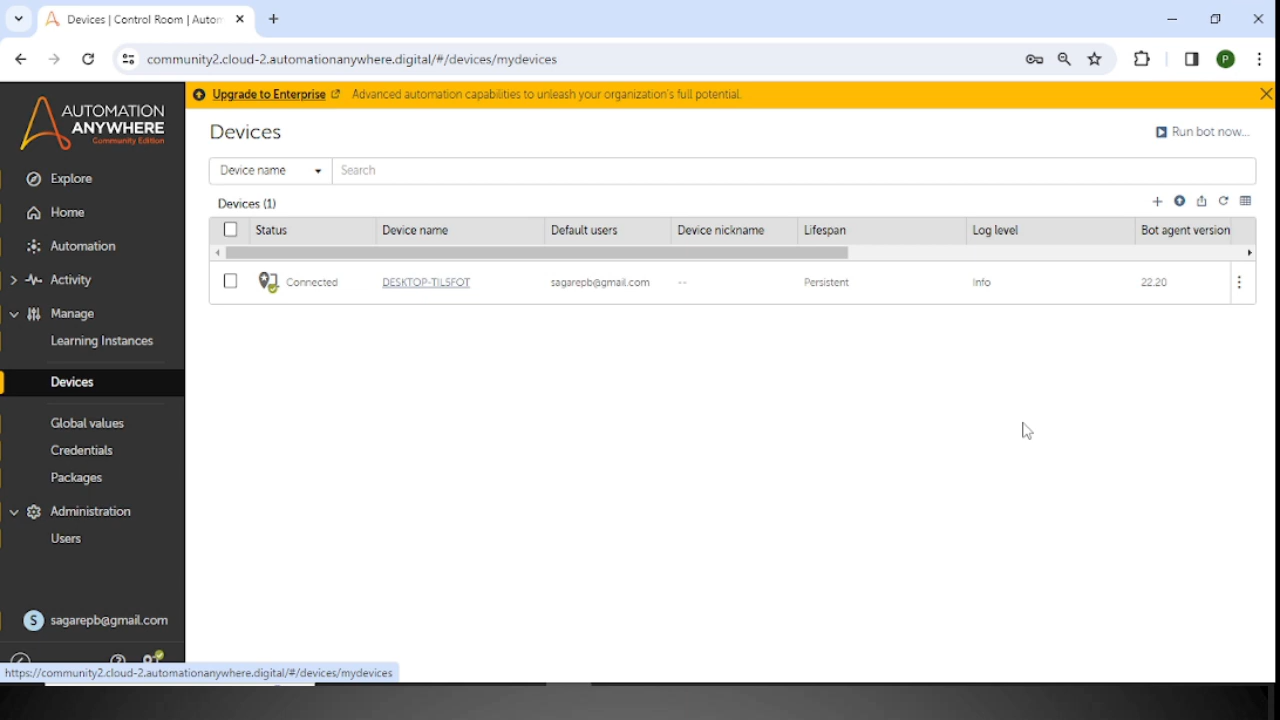 Devices | Control Room | Autom
community2.cloud-2.automationanywhere.digital/#/devices/mydevices
P
AUTOMATION
ANYWHERE
Community Edition
Upgrade to Enterprise Advanced automation capabilities to unleash your organization's full potential.
Explore
Home
Automation
Activity
Manage
Learning Instances
Devices
Global values
Credentials
Packages
Administration
Users
S sagarepb@gmail.com
Devices
Run bot now...
Device name Search
Devices (1)
Status Device name Default users Device nickname Lifespan Log level Bot agent version
Connected DESKTOP-TILSFOT sagarepb@gmail.com -- Persistent Info 22.20
https://community2.cloud-2.automationanywhere.digital/#/devices/mydevices